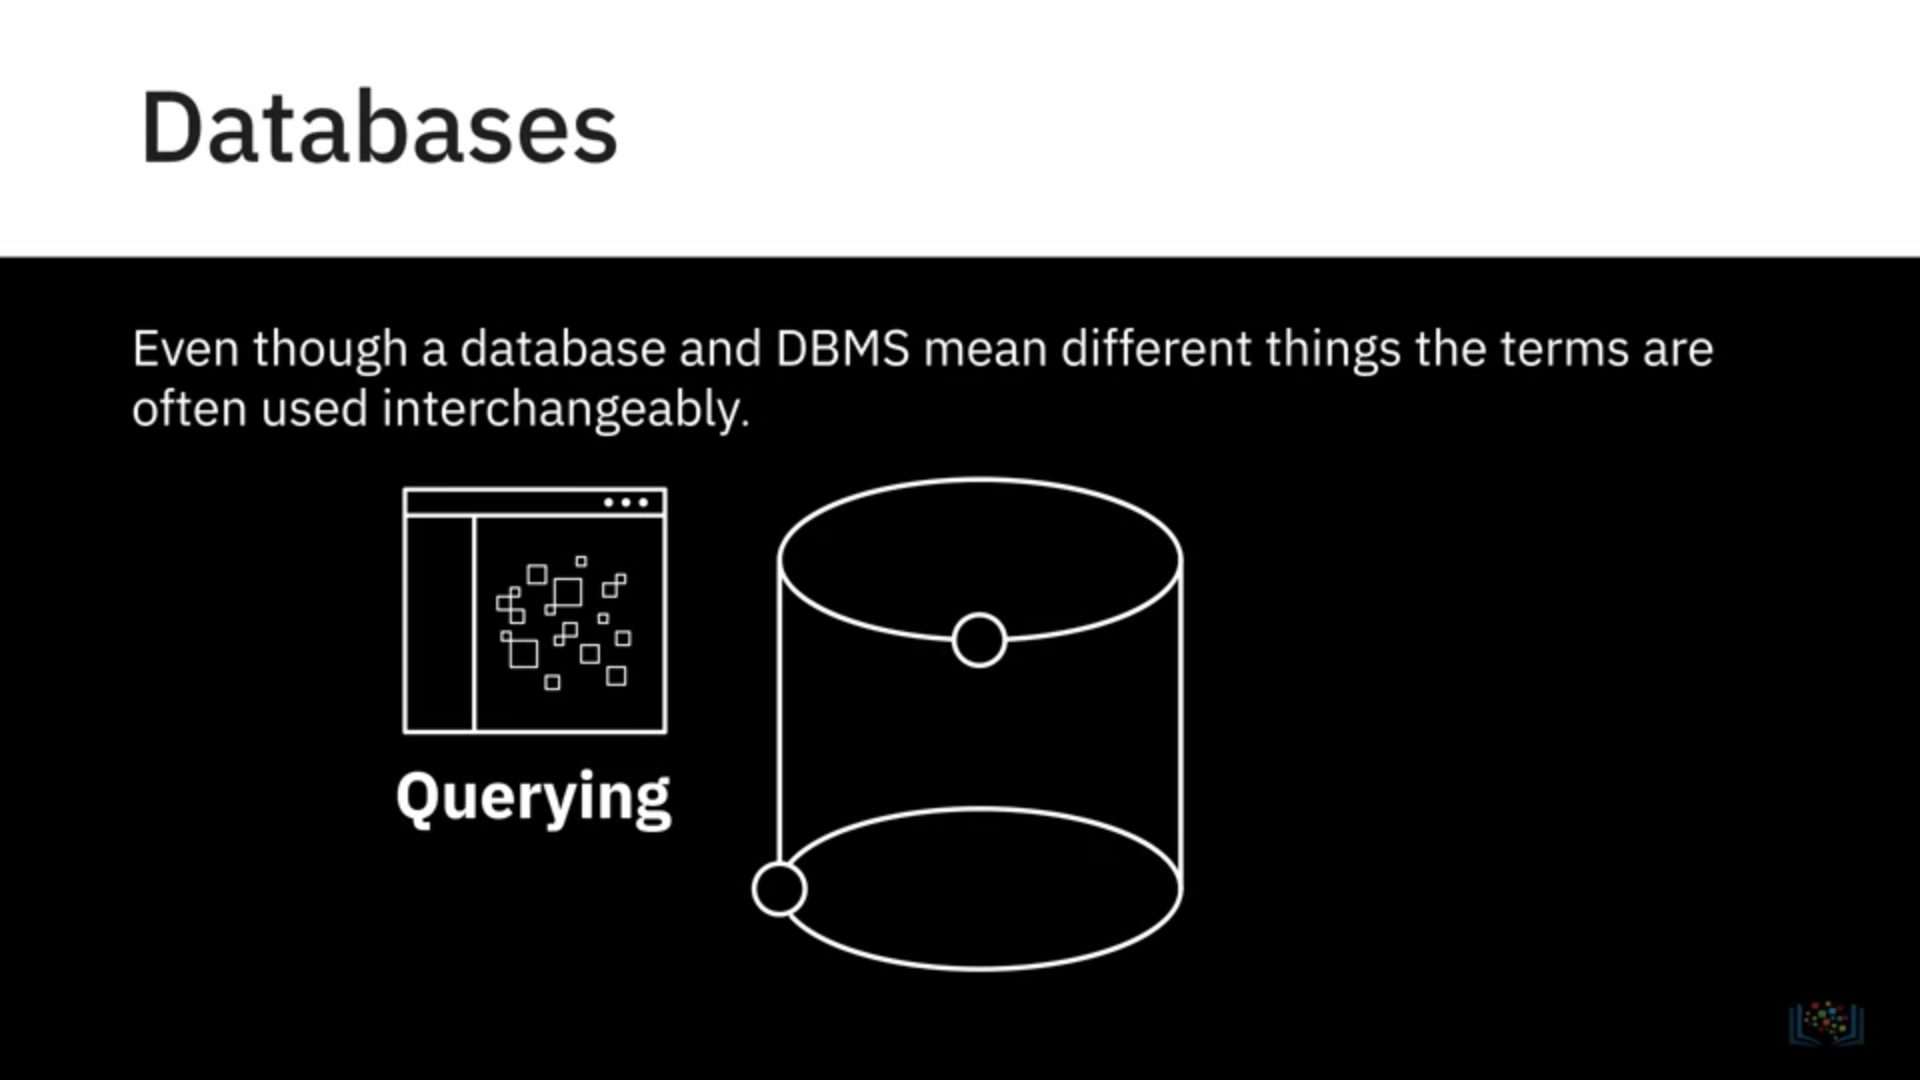 Databases
Even though a database and DBMS mean different things the terms are
often used interchangeably.
Querying